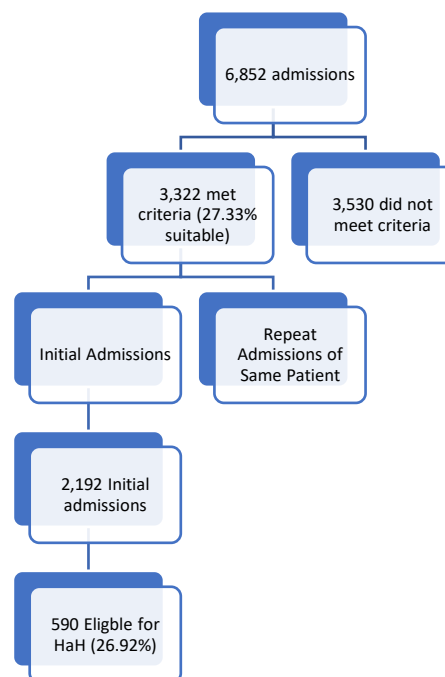 6,852 admissions
3,322 met
criteria (27.33%
suitable)
3,530 did not
meet criteria
Initial Admissions
Repeat
Admissions of
Same Patient
2,192 Initial
admissions
590 Eligble for
HaH (26.92%)